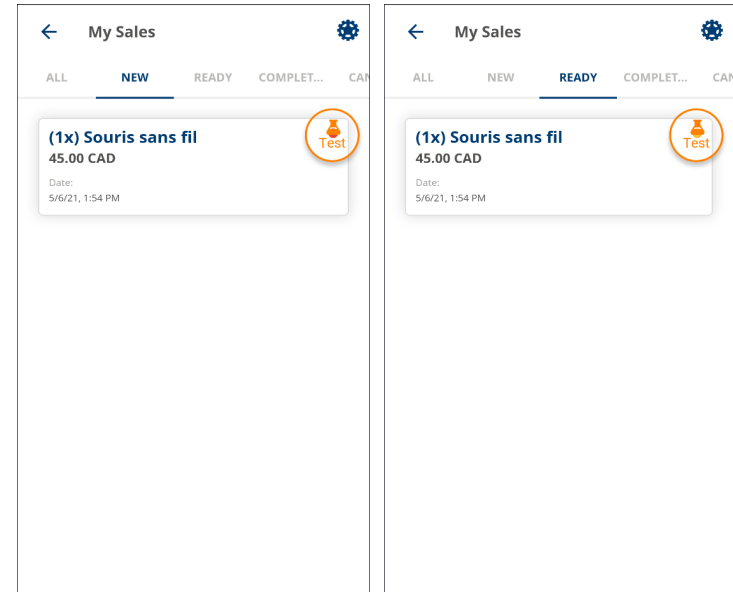 My Sales
ALL NEW READY COMPLET... CAN
(1x) Souris sans fil
45.00 CAD
Test
Date:
5/6/21, 1:54 PM
My Sales
ALL NEW READY COMPLET... CAN
(1x) Souris sans fil
45.00 CAD
Test
Date:
5/6/21, 1:54 PM